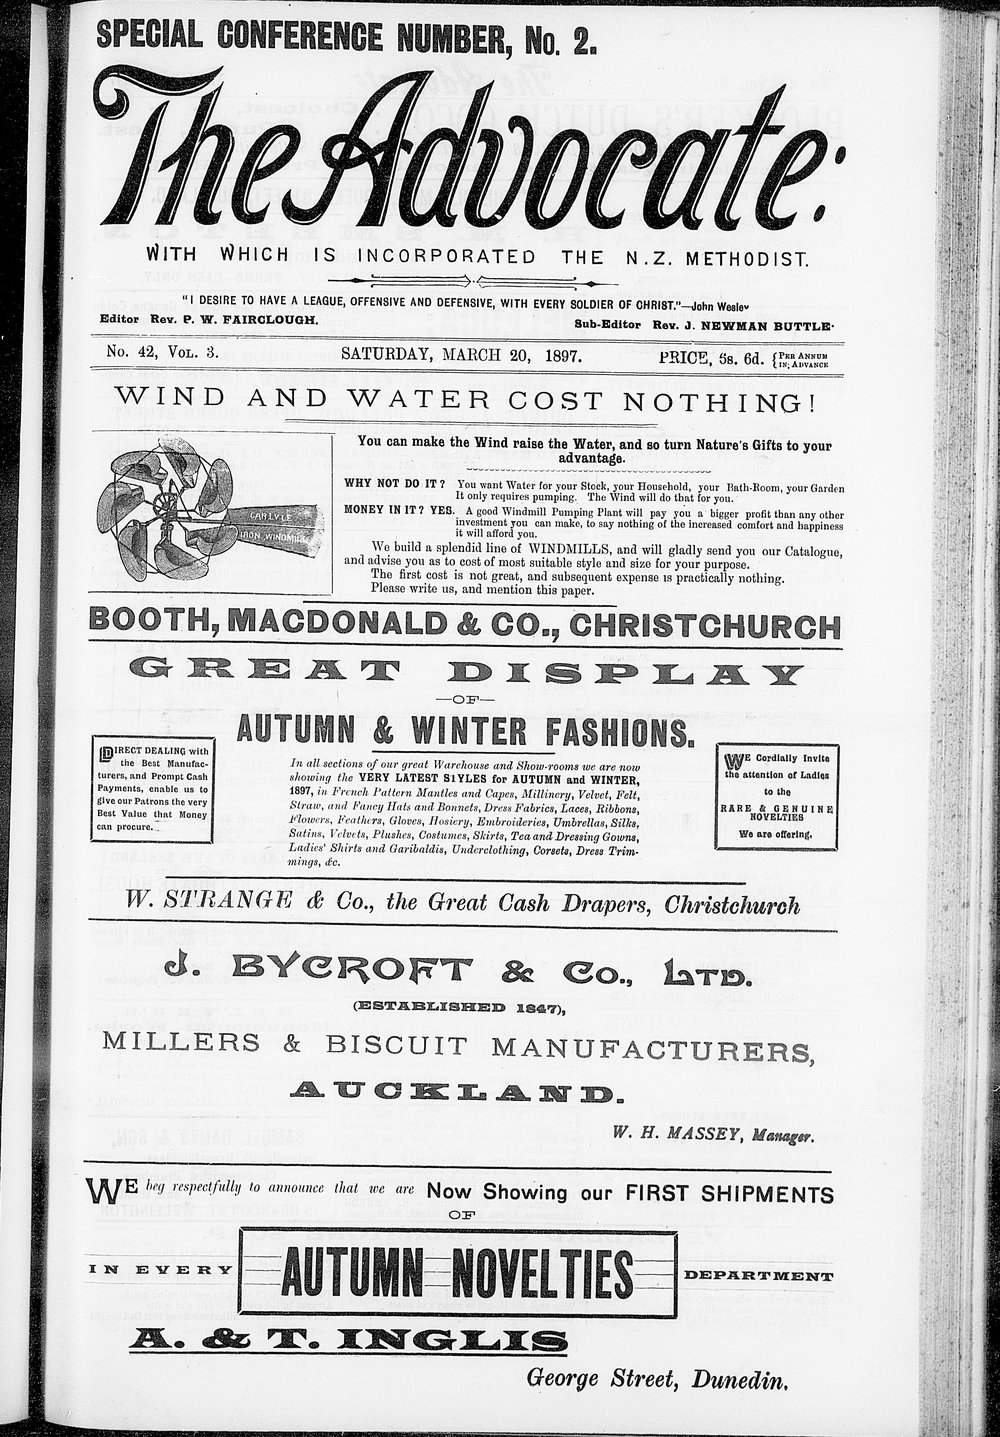 SPECIAL CONFERENCE NUMBER, No. 2.
The Advocate:
WITH WHICH IS INCORPORATED THE N.Z. METHODIST.
"I DESIRE TO HAVE A LEAGUE, OFFENSIVE AND DEFENSIVE, WITH EVERY SOLDIER OF CHRIST."—John Wesley
Editor Rev. P. W. FAIRCLOUGH.
Sub-Editor Rev. J. NEWMAN BUTTLE.
No. 42, VOL. 3.
SATURDAY, MARCH 20, 1897.
PRICE, 6s. 6d. {PER ANNUM
IN ADVANCE
WIND AND WATER COST NOTHING!
CARLYLE
IRON WINDMILL
You can make the Wind raise the Water, and so turn Nature's Gifts to your
advantage.
WHY NOT DO IT? You want Water for your Stock, your Household, your Bath-Room, your Garden
It only requires pumping. The Wind will do that for you.
MONEY IN IT? YES. A good Windmill Pumping Plant will pay you a bigger profit than any other
investment you can make, to say nothing of the increased comfort and happiness
it will afford you.
We build a splendid line of WINDMILLS, and will gladly send you our Catalogue,
and advise you as to cost of most suitable style and size for your purpose.
The first cost is not great, and subsequent expense is practically nothing.
Please write us, and mention this paper.
BOOTH, MACDONALD & CO., CHRISTCHURCH
GREAT DISPLAY
—OF—
AUTUMN & WINTER FASHIONS.
DIRECT DEALING with
the Best Manufac-
turers, and Prompt Cash
Payments, enable us to
give our Patrons the very
Best Value that Money
can procure.
In all sections of our great Warehouse and Show-rooms we are now
showing the VERY LATEST STYLES for AUTUMN and WINTER,
1897, in French Pattern Mantles and Capes, Millinery, Velvet, Felt,
Straw, and Fancy Hats and Bonnets, Dress Fabrics, Laces, Ribbons,
Flowers, Feathers, Gloves, Hosiery, Embroideries, Umbrellas, Silks,
Satins, Velvets, Plushes, Costumes, Skirts, Tea and Dressing Gowns,
Ladies' Shirts and Garibaldis, Underclothing, Corsets, Dress Trim-
mings, &c.
WE Cordially Invite
the attention of Ladies
to the
RARE & GENUINE
NOVELTIES
We are offering.
W. STRANGE & Co., the Great Cash Drapers, Christchurch
J. BYCROFT & Co., LTD.
(ESTABLISHED 1847),
MILLERS & BISCUIT MANUFACTURERS,
AUCKLAND.
W. H. MASSEY, Manager.
WE beg respectfully to announce that we are Now Showing our FIRST SHIPMENTS
OF
IN EVERY AUTUMN NOVELTIES DEPARTMENT
A. & T. INGLIS
George Street, Dunedin.